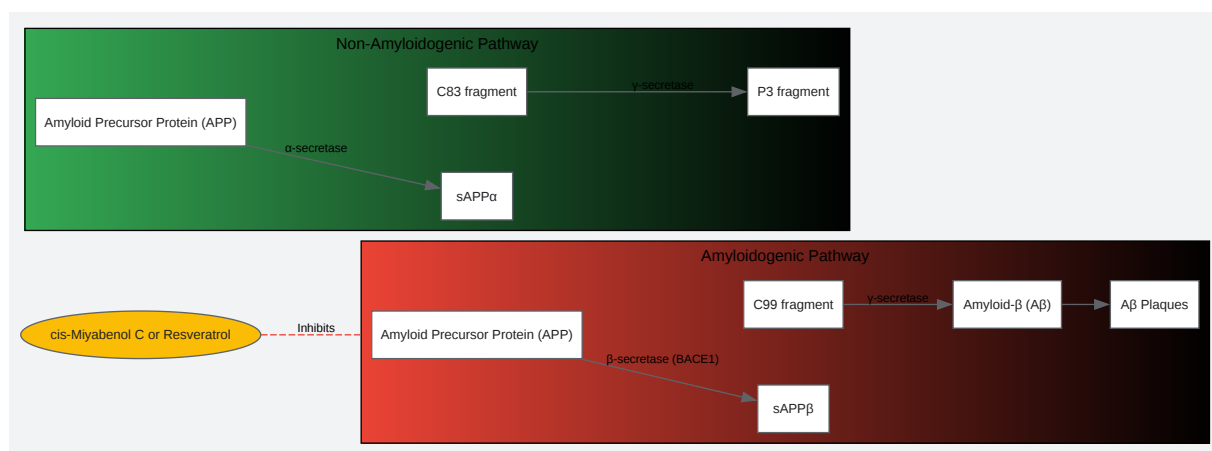 Non-Amyloidogenic Pathway
C83 fragment
γ-secretase
P3 fragment
Amyloid Precursor Protein (APP)
α-secretase
sAPPα
Amyloidogenic Pathway
C99 fragment
γ-secretase
Amyloid-β (Aβ)
Aβ Plaques
cis-Miyabenol C or Resveratrol
Inhibits
Amyloid Precursor Protein (APP)
β-secretase (BACE1)
sAPPβ